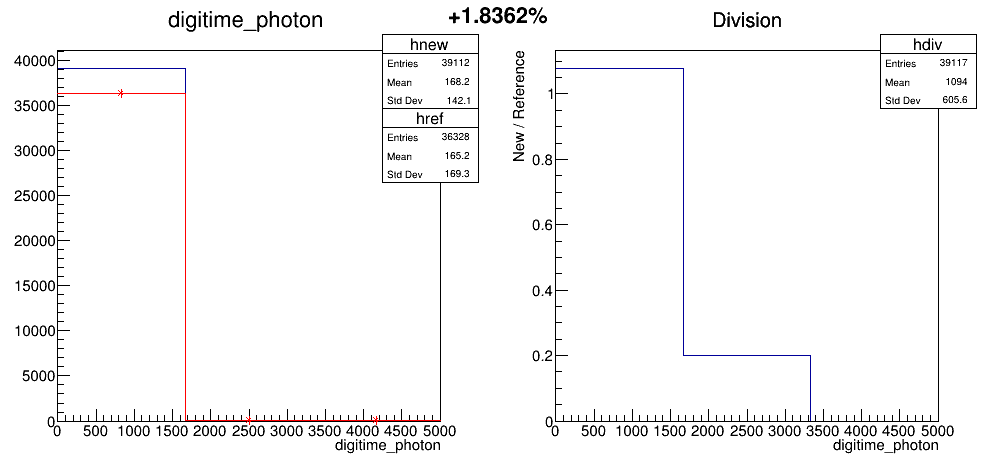 +1.8362%
digitime_photon
hnew
Entries 39112
Mean 168.2
Std Dev 142.1
href
Entries 36328
Mean 165.2
Std Dev 169.3
40000
35000
30000
25000
20000
15000
10000
5000
0
0 500 1000 1500 2000 2500 3000 3500 4000 4500 5000
digitime_photon
Division
hdiv
Entries 39117
Mean 1094
Std Dev 605.6
New / Reference
1
0.8
0.6
0.4
0.2
0
0 500 1000 1500 2000 2500 3000 3500 4000 4500 5000
digitime_photon